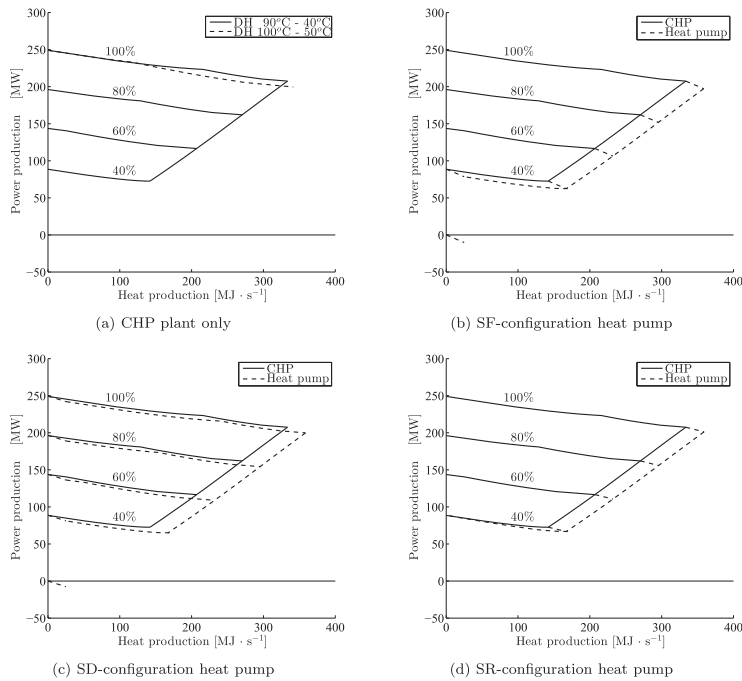 300
250
200
150
100
50
0
−50
0 100 200 300 400
Power production [MW]
Heat production [MJ · s⁻¹]
DH 90°C - 40°C
DH 100°C - 50°C
100%
80%
60%
40%
(a) CHP plant only
300
250
200
150
100
50
0
−50
0 100 200 300 400
Power production [MW]
Heat production [MJ · s⁻¹]
CHP
Heat pump
100%
80%
60%
40%
(b) SF-configuration heat pump
300
250
200
150
100
50
0
−50
0 100 200 300 400
Power production [MW]
Heat production [MJ · s⁻¹]
CHP
Heat pump
100%
80%
60%
40%
(c) SD-configuration heat pump
300
250
200
150
100
50
0
−50
0 100 200 300 400
Power production [MW]
Heat production [MJ · s⁻¹]
CHP
Heat pump
100%
80%
60%
40%
(d) SR-configuration heat pump